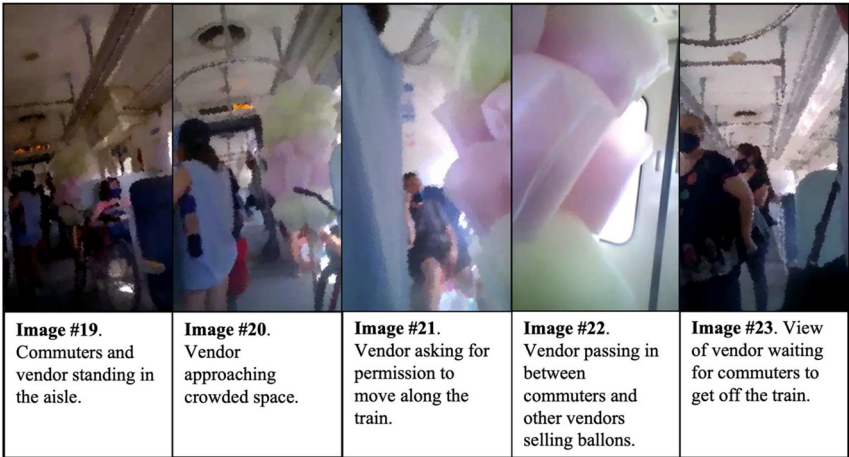 Image #19.
Commuters and
vendor standing in
the aisle.
Image #20.
Vendor
approaching
crowded space.
Image #21.
Vendor asking for
permission to
move along the
train.
Image #22.
Vendor passing in
between
commuters and
other vendors
selling ballons.
Image #23. View
of vendor waiting
for commuters to
get off the train.